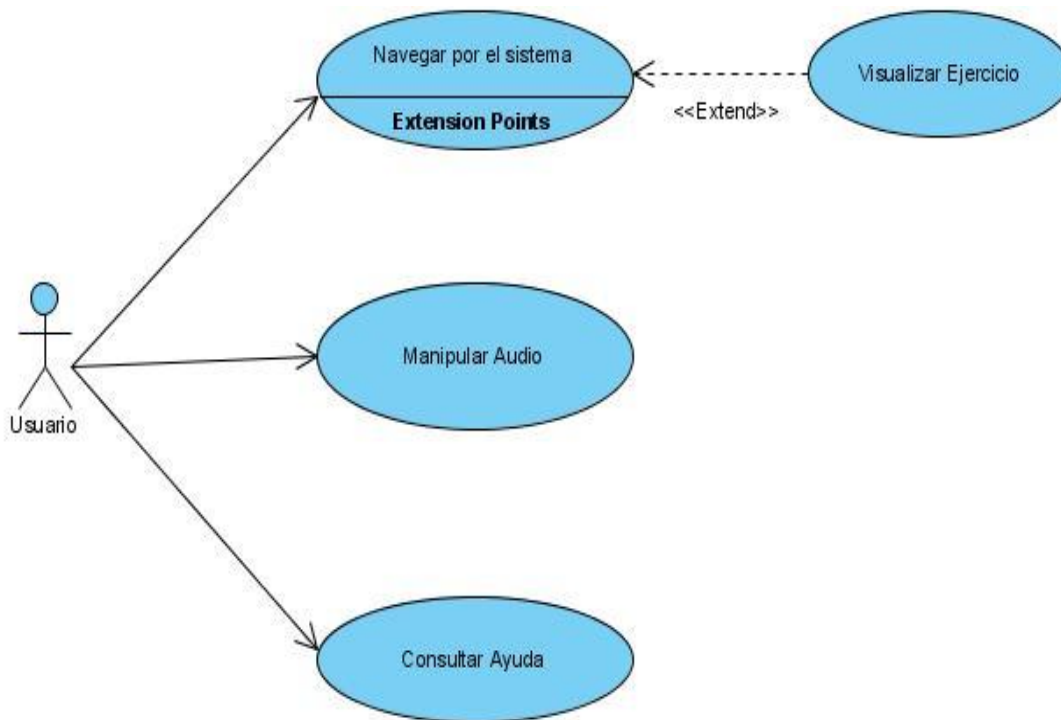 Navegar por el sistema
Extension Points
<<Extend>>
Visualizar Ejercicio
Manipular Audio
Usuario
Consultar Ayuda